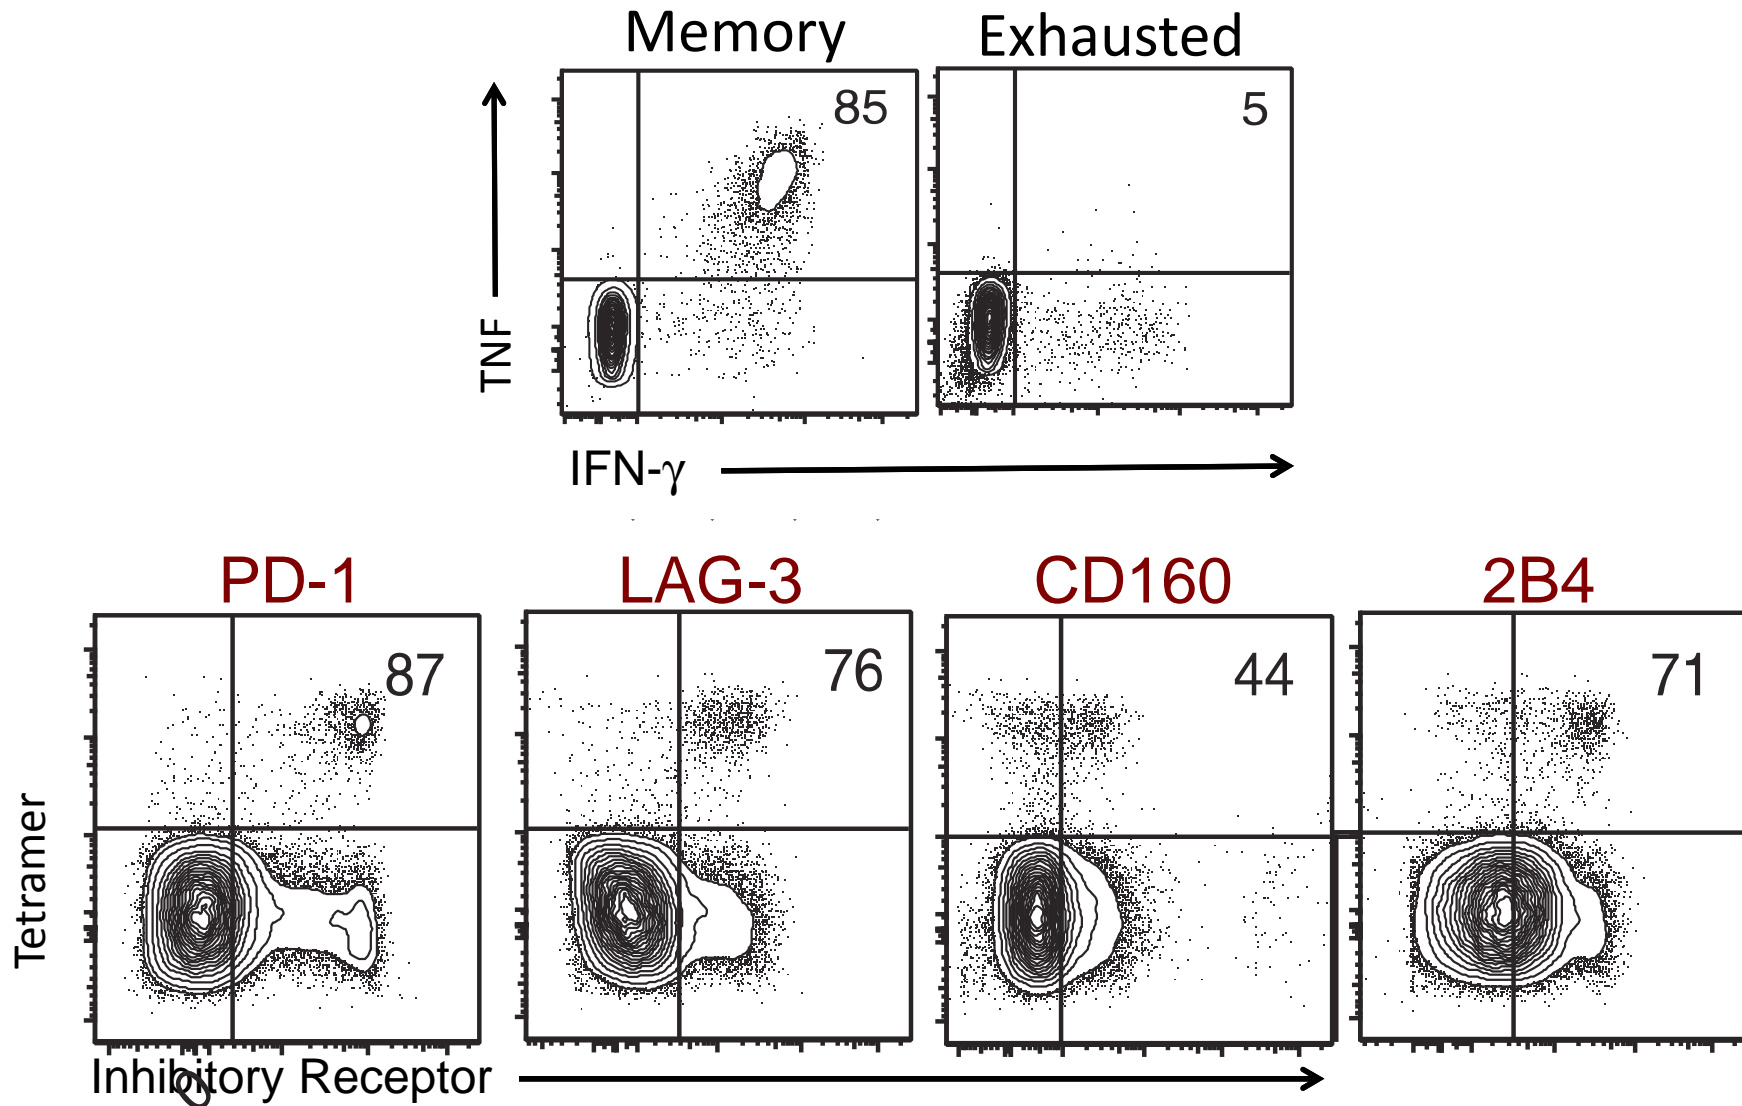 Memory
Exhausted
85
5
TNF
IFN-γ
PD-1
LAG-3
CD160
2B4
87
76
44
71
Tetramer
Inhibitory Receptor